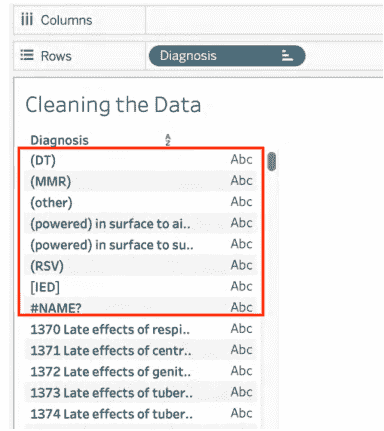 Columns
Rows
Diagnosis
Cleaning the Data
Diagnosis
(DT) Abc
(MMR) Abc
(other) Abc
(powered) in surface to ai.. Abc
(powered) in surface to su.. Abc
(RSV) Abc
[IED] Abc
#NAME? Abc
1370 Late effects of respi.. Abc
1371 Late effects of centr.. Abc
1372 Late effects of genit.. Abc
1373 Late effects of tuber.. Abc
1374 Late effects of tuber.. Abc